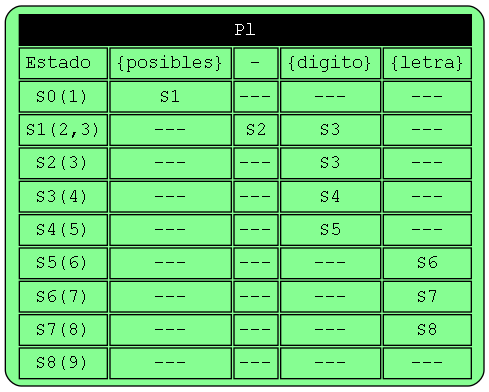 Pl
Estado {posibles} - {digito} {letra}
S0(1) S1 --- --- ---
S1(2,3) --- S2 S3 ---
S2(3) --- --- S3 ---
S3(4) --- --- S4 ---
S4(5) --- --- S5 ---
S5(6) --- --- --- S6
S6(7) --- --- --- S7
S7(8) --- --- --- S8
S8(9) --- --- --- ---